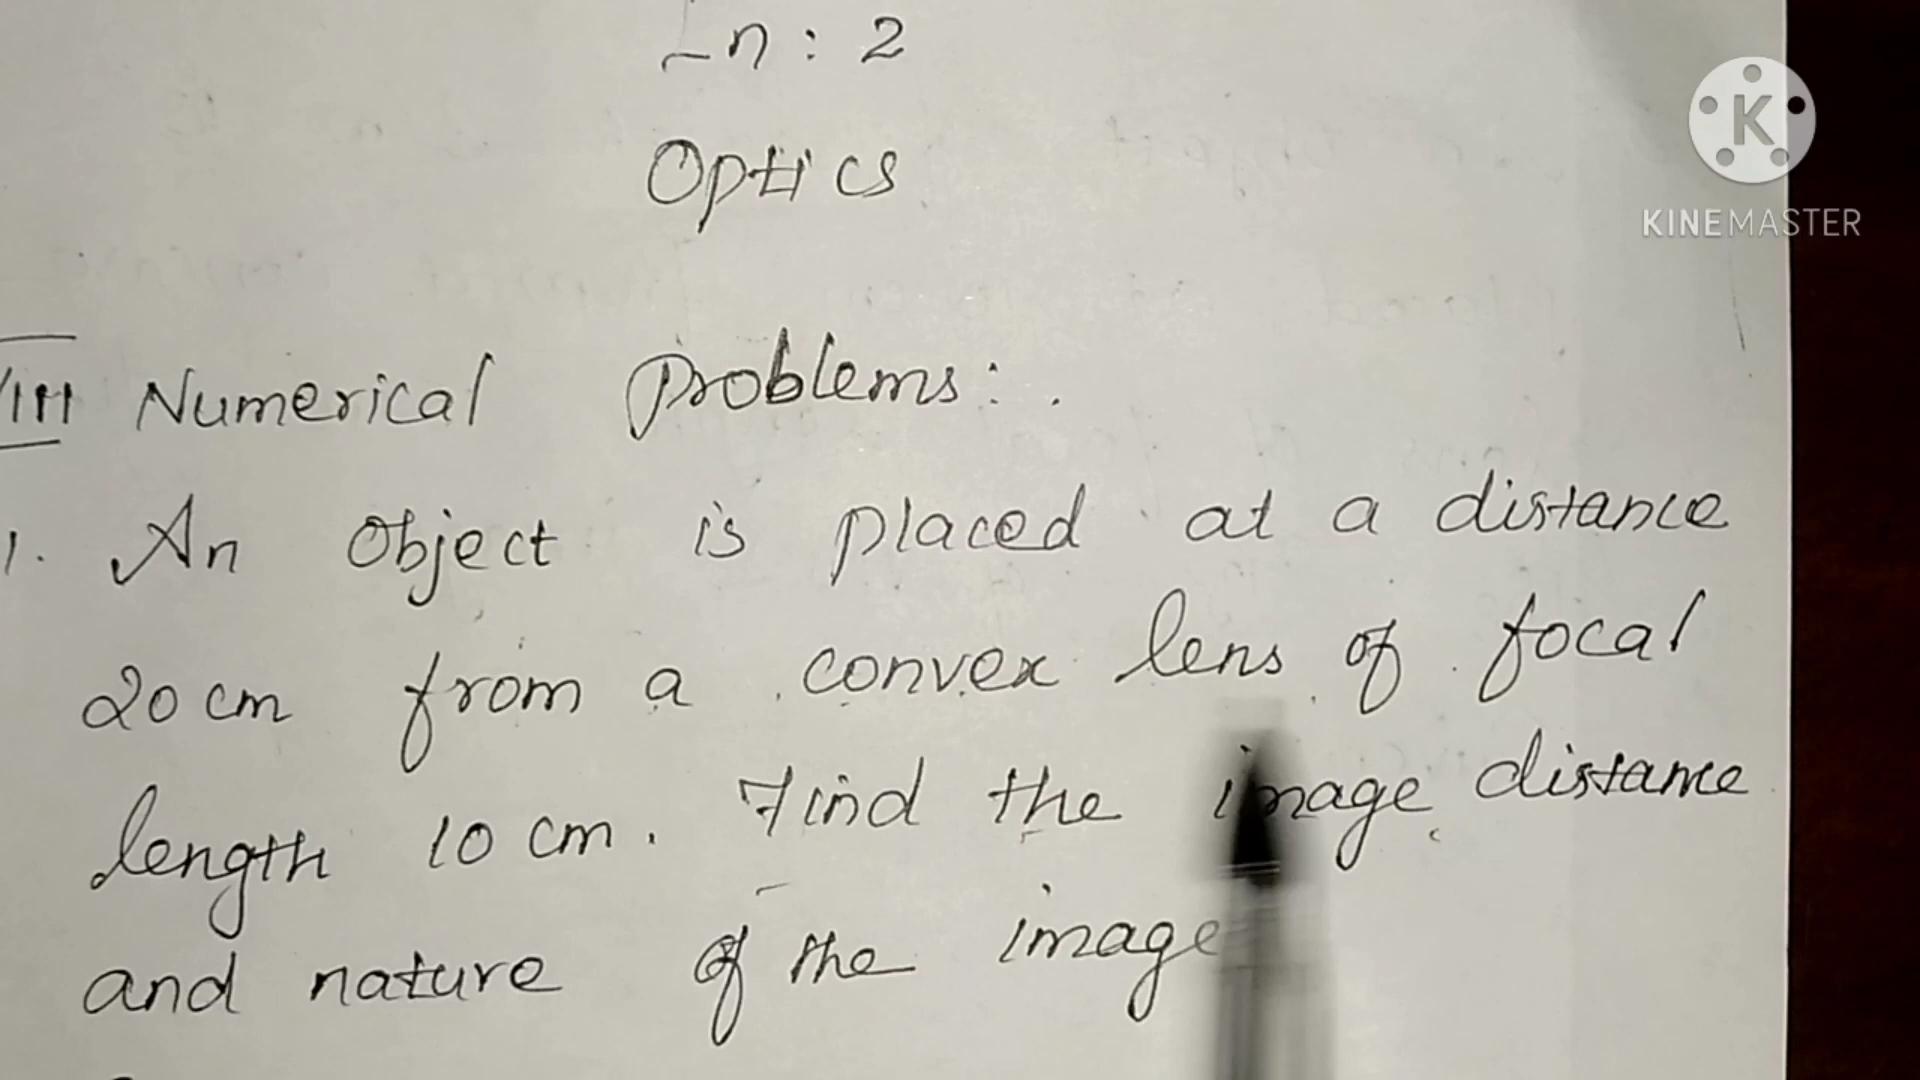 Ln : 2
Optics
K
KINEMASTER
VIII Numerical Problems:
1. An Object is placed at a distance
20 cm from a convex lens of focal
length 10 cm. Find the image distance
and nature of the image